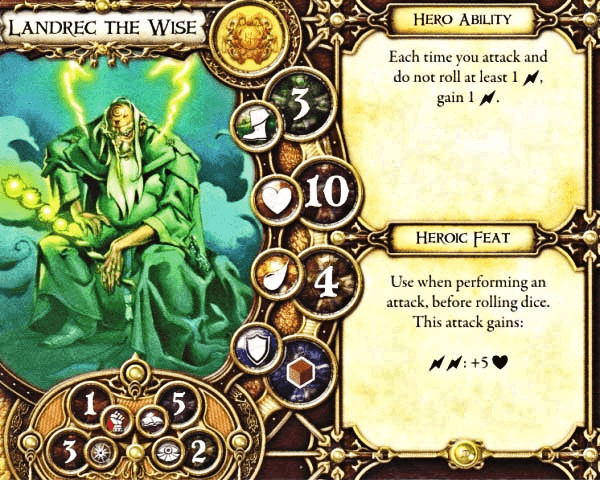 Landrec the Wise
3
10
4
1
5
3
2
Hero Ability
Each time you attack and
do not roll at least 1 ,
gain 1 .
Heroic Feat
Use when performing an
attack, before rolling dice.
This attack gains:
: +5